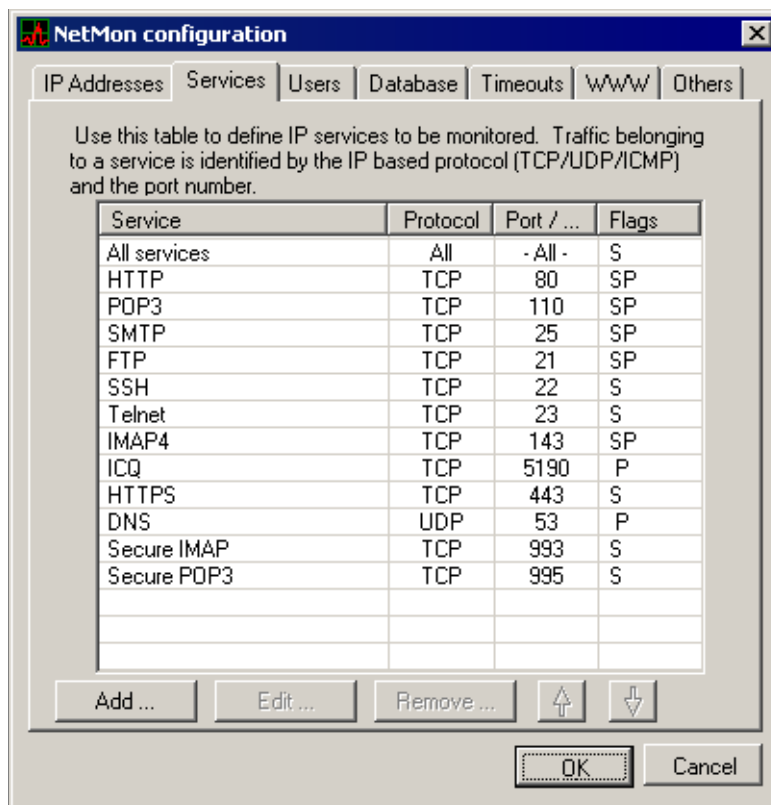 NetMon configuration
IP Addresses Services Users Database Timeouts WWW Others
Use this table to define IP services to be monitored. Traffic belonging
to a service is identified by the IP based protocol (TCP/UDP/ICMP)
and the port number.
Service Protocol Port / ... Flags
All services All - All - S
HTTP TCP 80 SP
POP3 TCP 110 SP
SMTP TCP 25 SP
FTP TCP 21 SP
SSH TCP 22 S
Telnet TCP 23 S
IMAP4 TCP 143 SP
ICQ TCP 5190 P
HTTPS TCP 443 S
DNS UDP 53 P
Secure IMAP TCP 993 S
Secure POP3 TCP 995 S
Add ... Edit ... Remove ...
OK Cancel